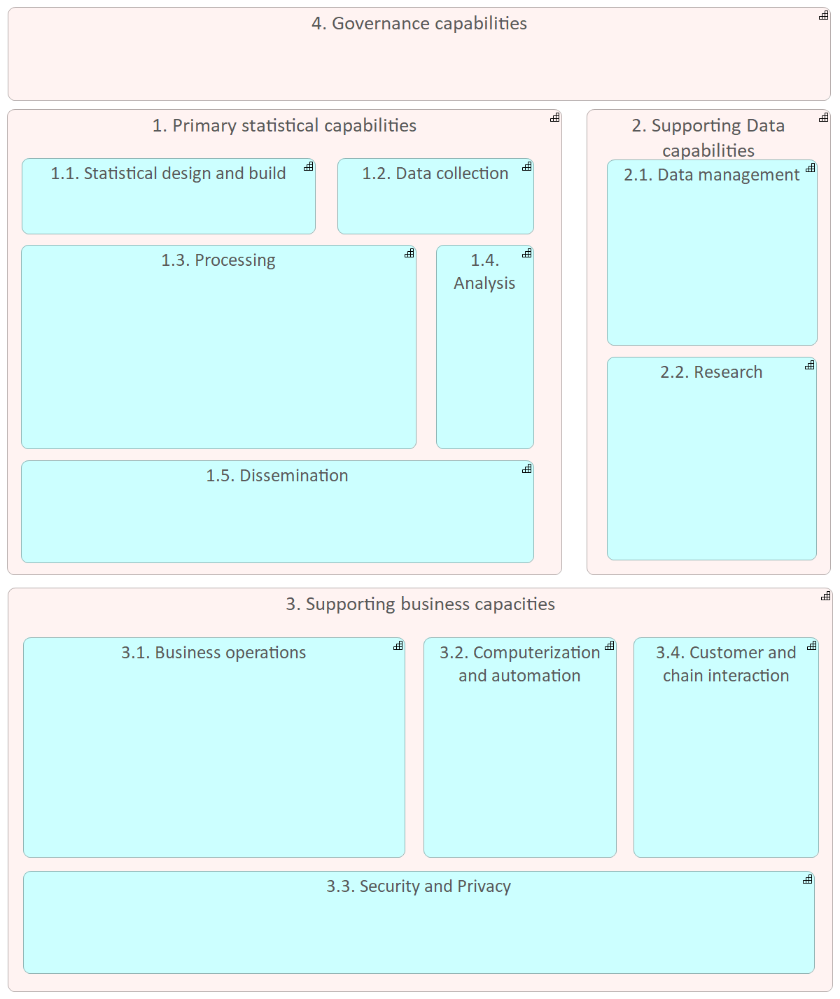 4. Governance capabilities
1. Primary statistical capabilities
1.1. Statistical design and build
1.2. Data collection
1.3. Processing
1.4.
Analysis
1.5. Dissemination
2. Supporting Data
capabilities
2.1. Data management
2.2. Research
3. Supporting business capacities
3.1. Business operations
3.2. Computerization
and automation
3.4. Customer and
chain interaction
3.3. Security and Privacy